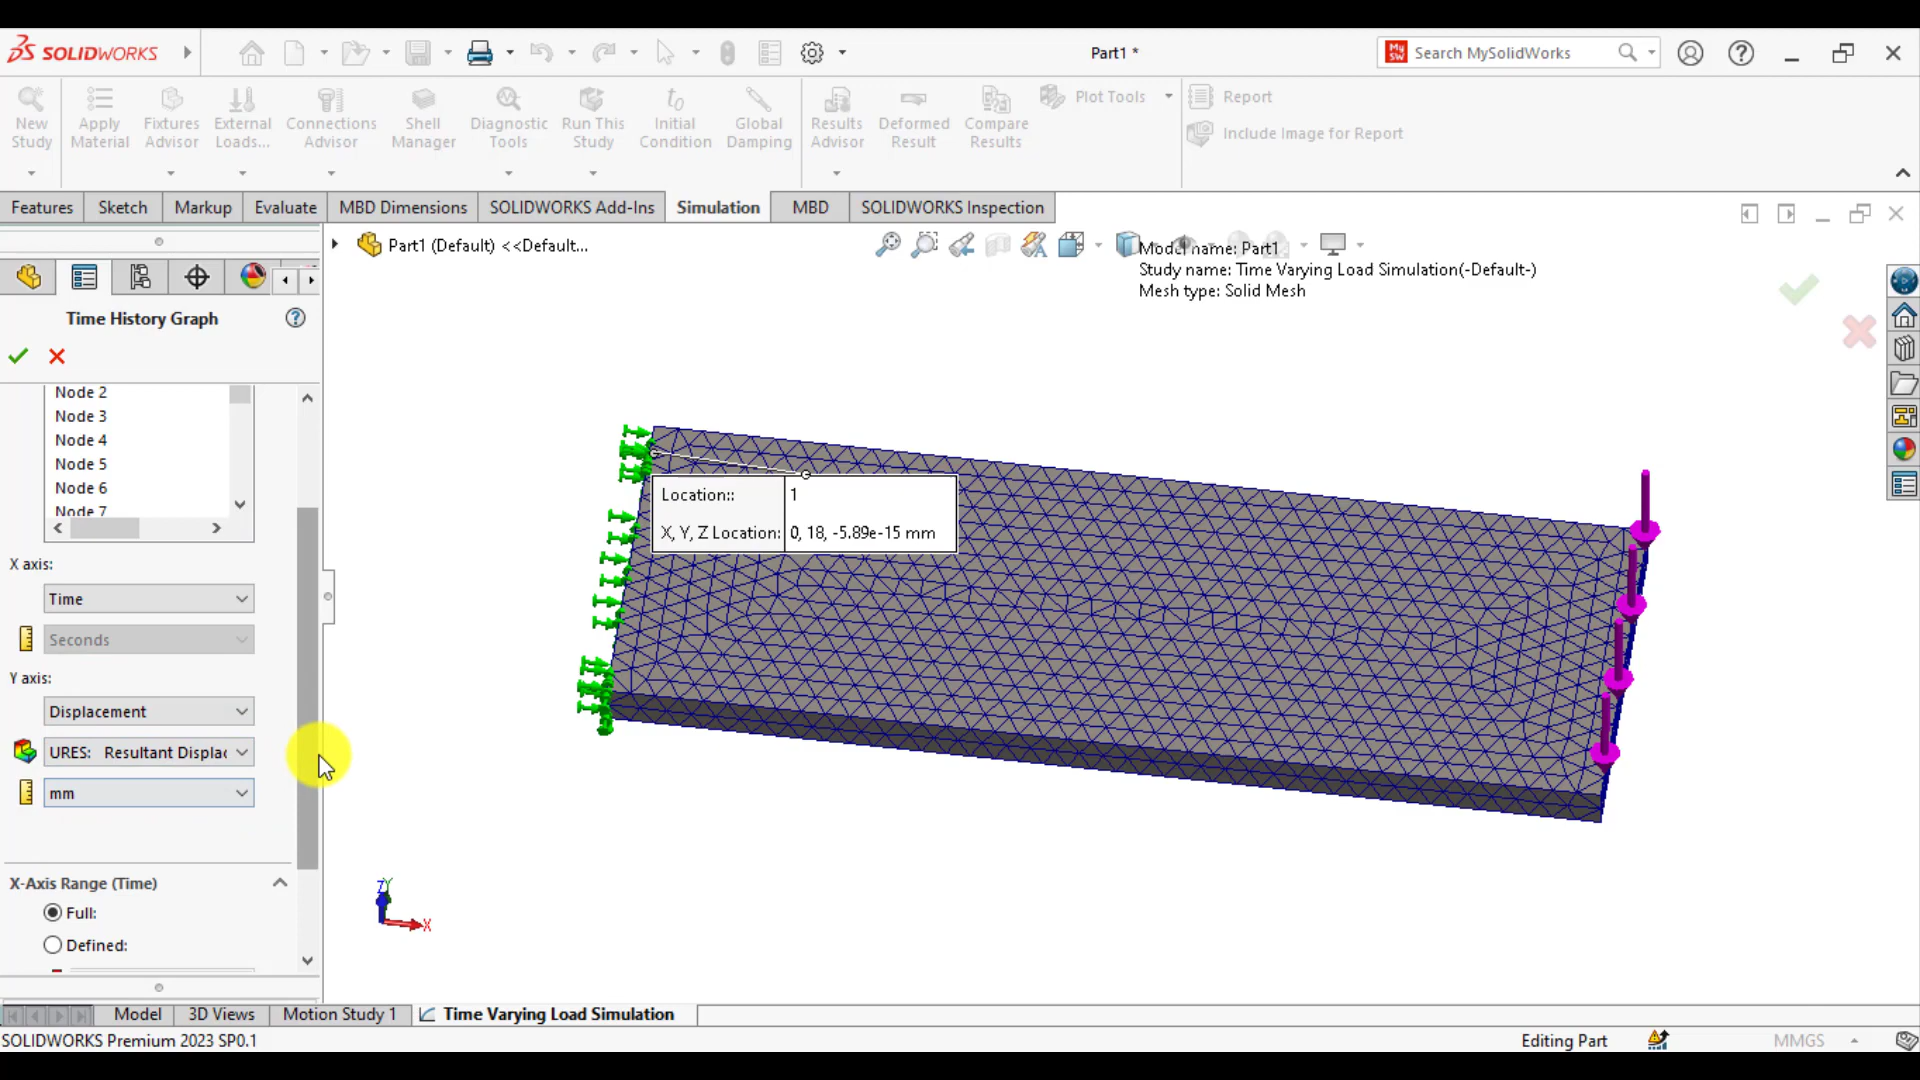 SOLIDWORKS
Part1 *
Search MySolidWorks
New Study
Apply Material
Fixtures Advisor
External Loads...
Connections Advisor
Shell Manager
Diagnostic Tools
Run This Study
Initial Condition
Global Damping
Results Advisor
Deformed Result
Compare Results
Plot Tools
Report
Include Image for Report
Features
Sketch
Markup
Evaluate
MBD Dimensions
SOLIDWORKS Add-Ins
Simulation
MBD
SOLIDWORKS Inspection
Part1 (Default) <<Default...
Model name: Part1
Study name: Time Varying Load Simulation(-Default-)
Mesh type: Solid Mesh
Time History Graph
Node 2
Node 3
Node 4
Node 5
Node 6
Node 7
Location:: 1
X, Y, Z Location: 0, 18, -5.89e-15 mm
X axis:
Time
Seconds
Y axis:
Displacement
URES: Resultant Displac
mm
X-Axis Range (Time)
Full:
Defined:
Z Y
X
Model
3D Views
Motion Study 1
Time Varying Load Simulation
SOLIDWORKS Premium 2023 SP0.1
Editing Part
MMGS